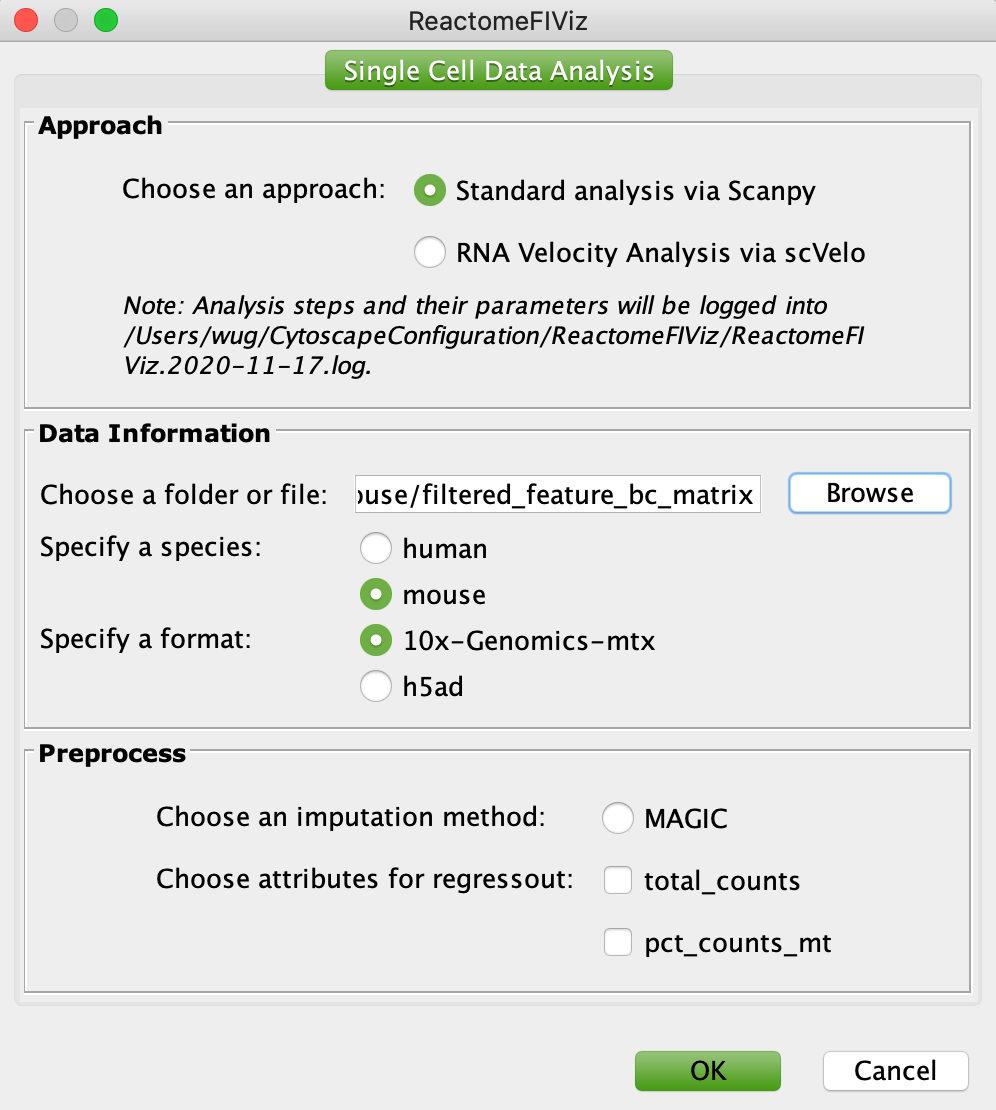 ReactomeFIViz
Single Cell Data Analysis
Approach
Choose an approach:
Standard analysis via Scanpy
RNA Velocity Analysis via scVelo
Note: Analysis steps and their parameters will be logged into
/Users/wug/CytoscapeConfiguration/ReactomeFIViz/ReactomeFI
Viz.2020-11-17.log.
Data Information
Choose a folder or file:
ouse/filtered_feature_bc_matrix
Browse
Specify a species:
human
mouse
Specify a format:
10x-Genomics-mtx
h5ad
Preprocess
Choose an imputation method:
MAGIC
Choose attributes for regressout:
total_counts
pct_counts_mt
OK
Cancel